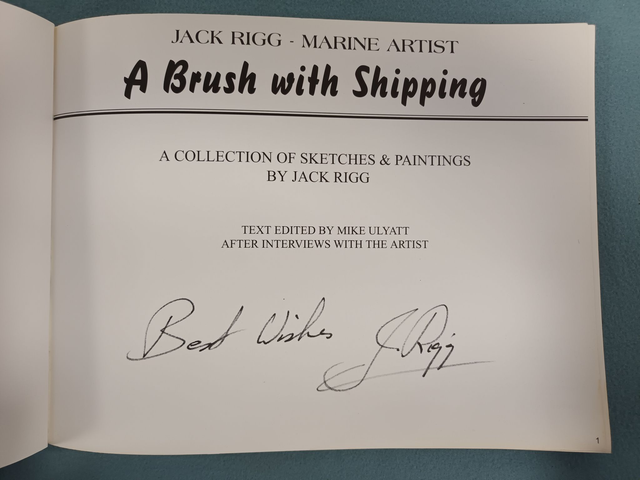 JACK RIGG - MARINE ARTIST
A Brush with Shipping
A COLLECTION OF SKETCHES & PAINTINGS
BY JACK RIGG
TEXT EDITED BY MIKE ULYATT
AFTER INTERVIEWS WITH THE ARTIST
Best Wishes J. Rigg
1